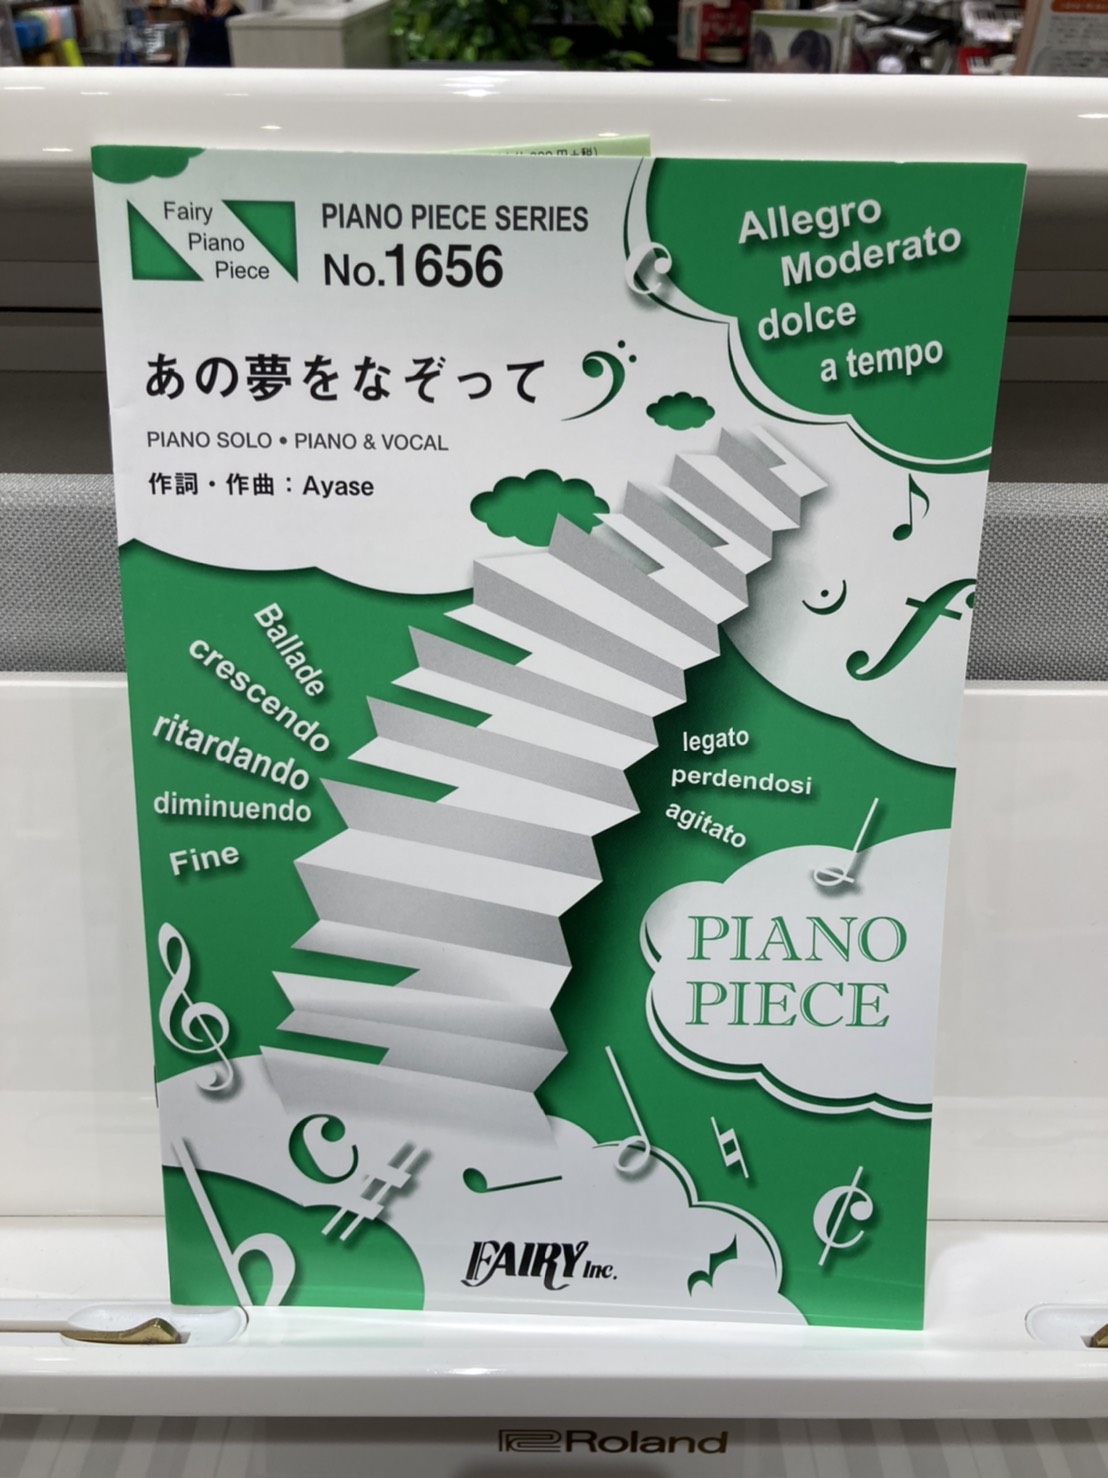 Fairy
Piano
Piece
PIANO PIECE SERIES
No.1656
Allegro
Moderato
dolce
a tempo
あの夢をなぞって
PIANO SOLO • PIANO & VOCAL
作詞・作曲：Ayase
Ballade
crescendo
ritardando
diminuendo
Fine
legato
perdendosi
agitato
PIANO
PIECE
FAIRY Inc.
Roland